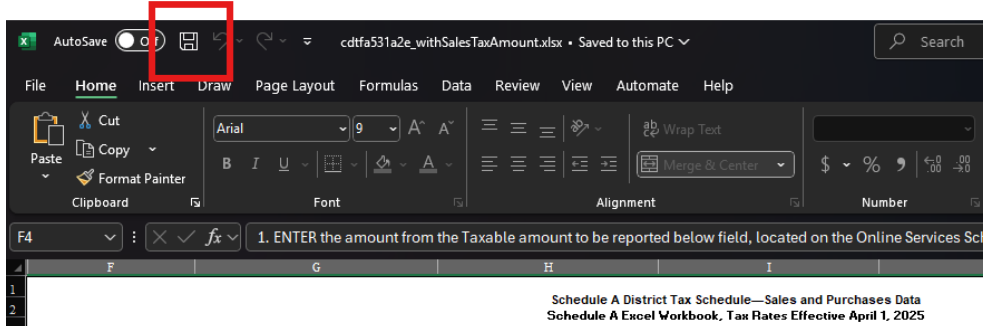 AutoSave Off cdtfa531a2e_withSalesTaxAmount.xlsx • Saved to this PC Search
File Home Insert Draw Page Layout Formulas Data Review View Automate Help
Cut
Copy
Paste
Format Painter
Arial 9 A^ A˅
B I U A
ab Wrap Text
Merge & Center
$ % 9 .00 .00
Clipboard Font Alignment Number
F4 fx 1. ENTER the amount from the Taxable amount to be reported below field, located on the Online Services Sc
F G H I
1
Schedule A District Tax Schedule—Sales and Purchases Data
2
Schedule A Excel Workbook, Tax Rates Effective April 1, 2025